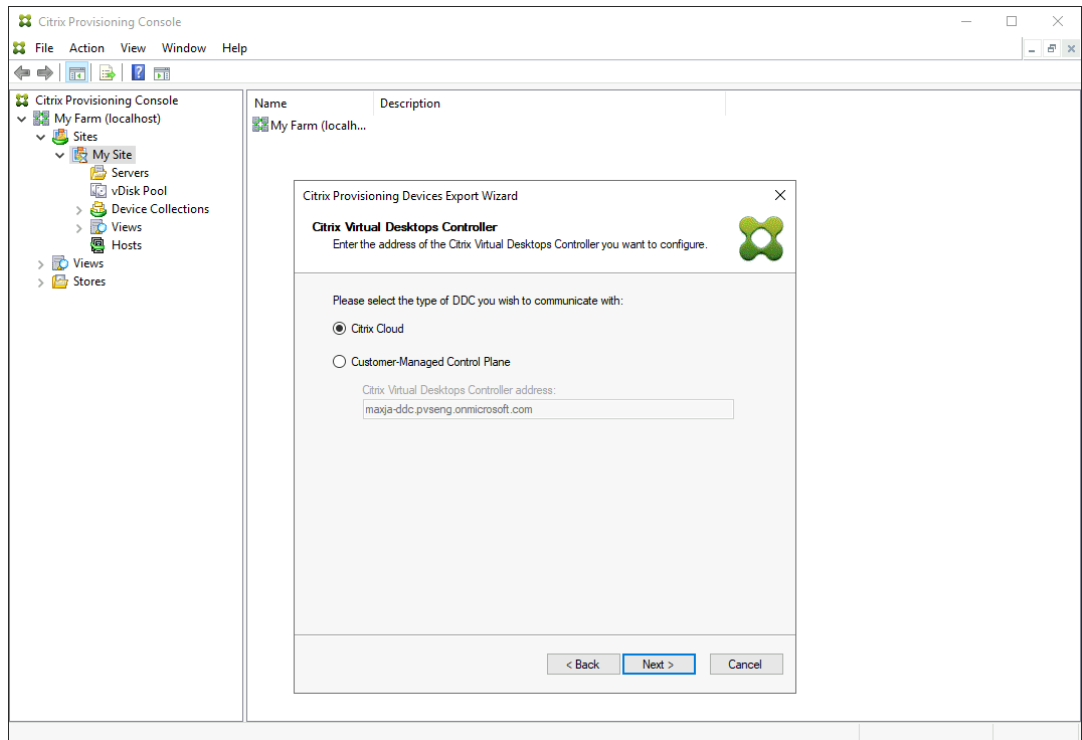 Citrix Provisioning Console
File Action View Window Help
Citrix Provisioning Console
My Farm (localhost)
Sites
My Site
Servers
vDisk Pool
Device Collections
Views
Hosts
Views
Stores
Name Description
My Farm (localh...
Citrix Provisioning Devices Export Wizard
Citrix Virtual Desktops Controller
Enter the address of the Citrix Virtual Desktops Controller you want to configure.
Please select the type of DDC you wish to communicate with:
Citrix Cloud
Customer-Managed Control Plane
Citrix Virtual Desktops Controller address:
maxja-ddc.pvseng.onmicrosoft.com
< Back Next > Cancel